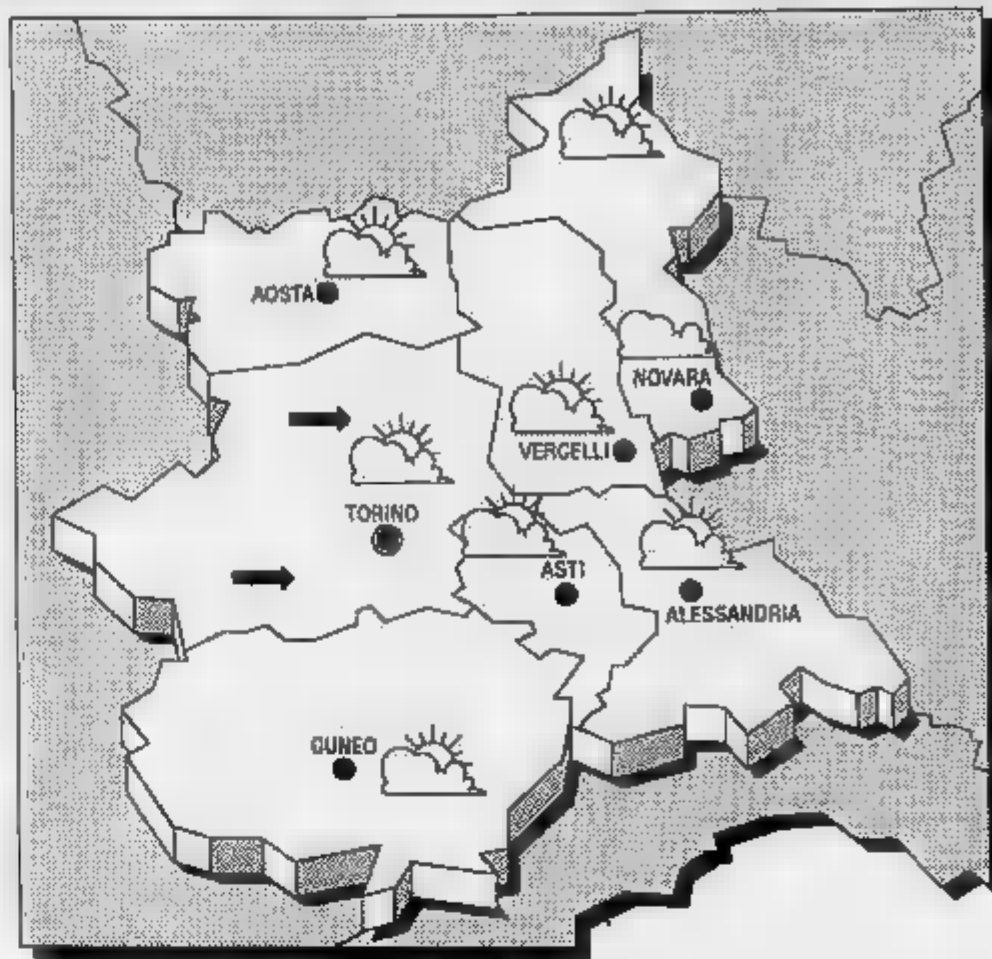 AOSTA
NOVARA
VERCELLI
TORINO
ASTI
ALESSANDRIA
CUNEO